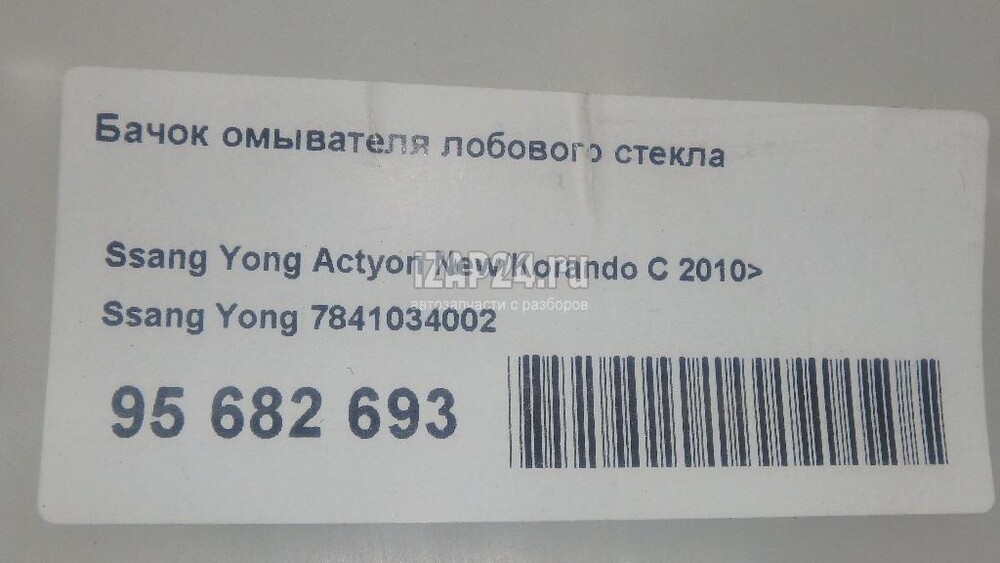 Бачок омывателя лобового стекла
Ssang Yong Actyon New/Korando C 2010>
IZAP24.ru
автозапчасти с разборов
Ssang Yong 7841034002
95 682 693